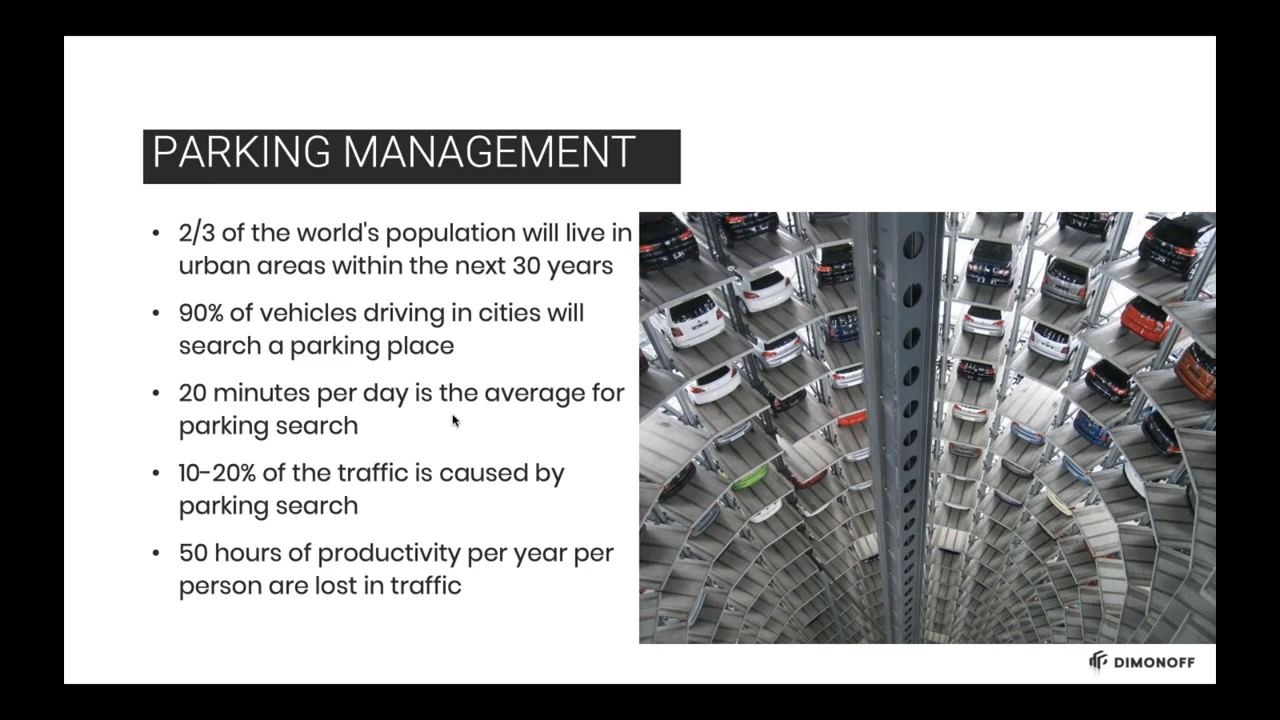 PARKING MANAGEMENT
• 2/3 of the world's population will live in
urban areas within the next 30 years
• 90% of vehicles driving in cities will
search a parking place
• 20 minutes per day is the average for
parking search
• 10-20% of the traffic is caused by
parking search
• 50 hours of productivity per year per
person are lost in traffic
DIMONOFF